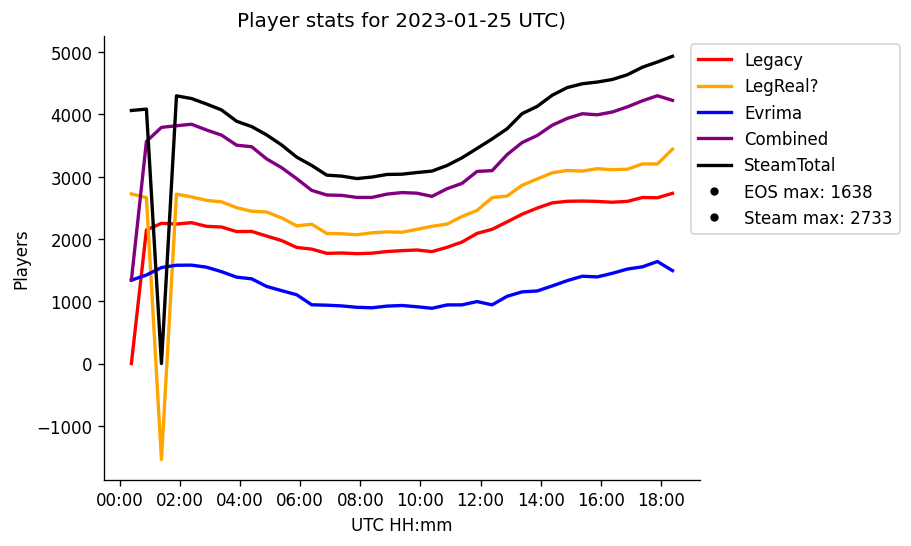 Player stats for 2023-01-25 UTC)
5000
4000
3000
2000
1000
0
−1000
Players
00:00 02:00 04:00 06:00 08:00 10:00 12:00 14:00 16:00 18:00
UTC HH:mm
Legacy
LegReal?
Evrima
Combined
SteamTotal
EOS max: 1638
Steam max: 2733